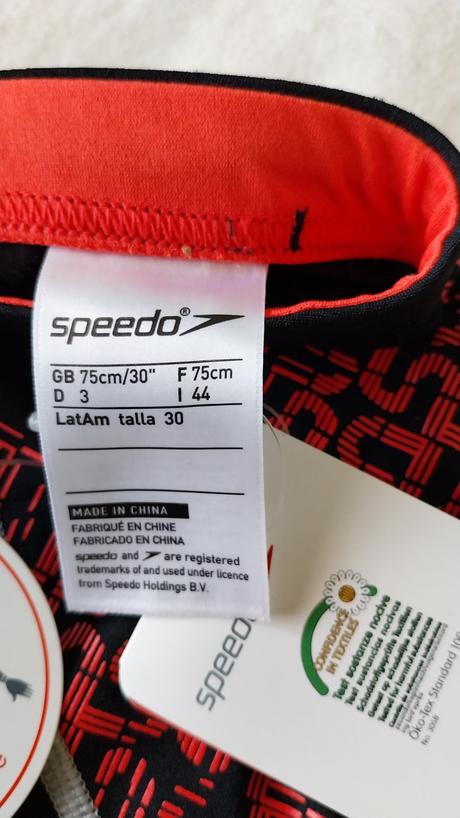 speedo®
GB 75cm/30" F 75cm
D 3 I 44
LatAm talla 30
MADE IN CHINA
FABRIQUÉ EN CHINE
FABRICADO EN CHINA
speedo and are registered
trademarks of and used under licence
from Speedo Holdings B.V.
speedo
CONFIDENCE
IN TEXTILES
Öko-Tex Standard 100